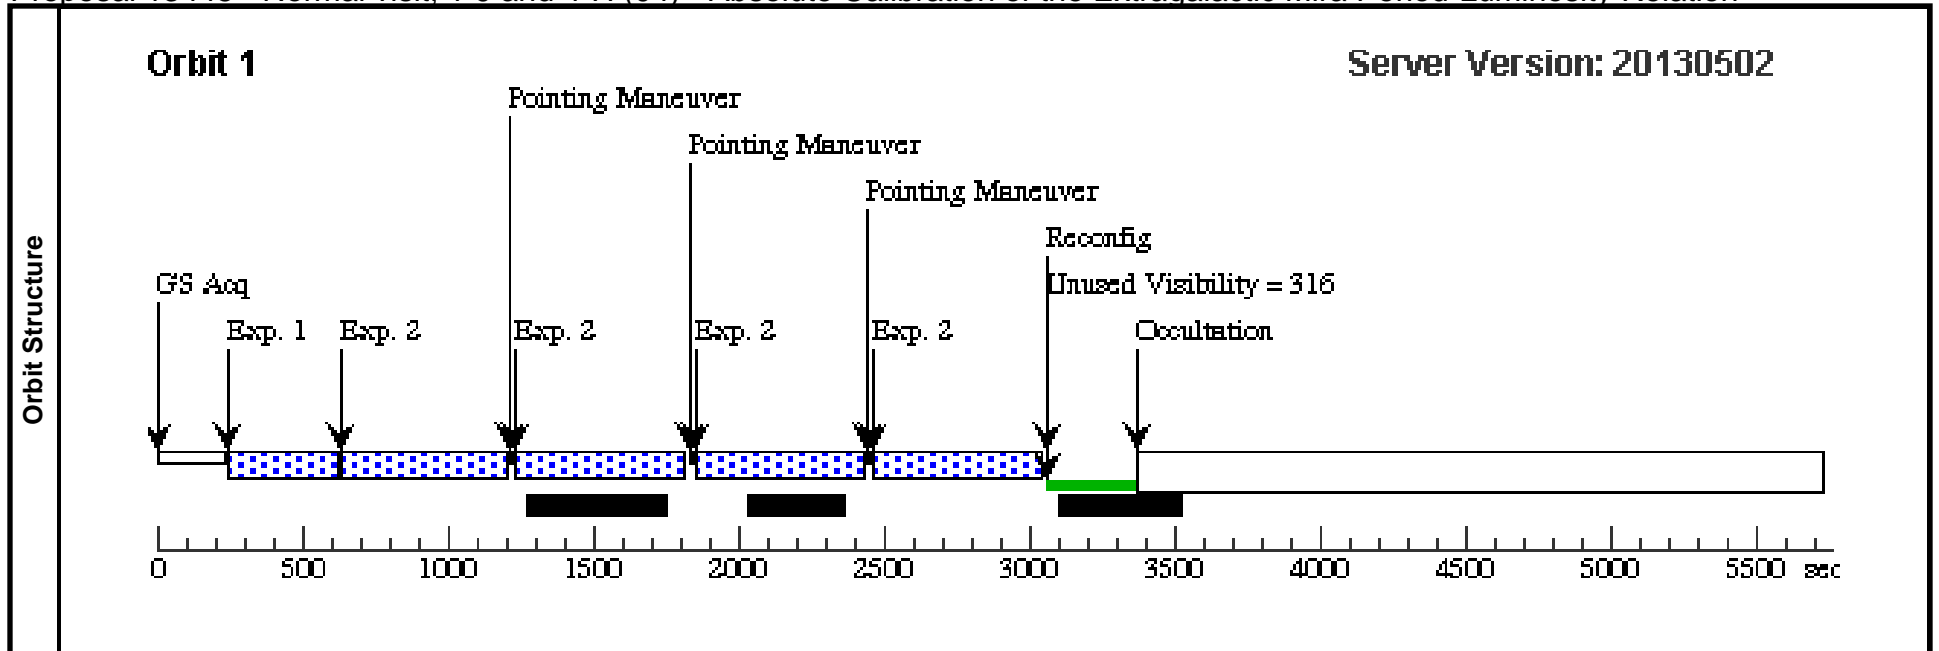 Orbit 1
Server Version: 20130502
Pointing Maneuver
Pointing Maneuver
Pointing Maneuver
Reconfig
GS Acq
Unused Visibility = 316
Exp. 1
Exp. 2
Exp. 2
Exp. 2
Exp. 2
Occultation
Orbit Structure
0 500 1000 1500 2000 2500 3000 3500 4000 4500 5000 5500 sec